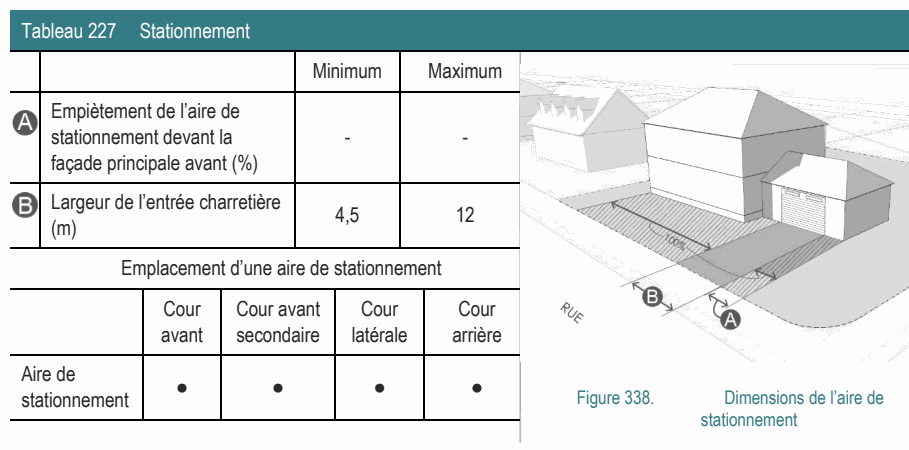 Tableau 227 Stationnement
Minimum Maximum
A Empiètement de l'aire de
stationnement devant la
façade principale avant (%)
- -
B Largeur de l'entrée charretière
(m)
4,5 12
Emplacement d'une aire de stationnement
Cour
avant
Cour avant
secondaire
Cour
latérale
Cour
arrière
Aire de
stationnement
● ● ● ●
100%
B
A
RUE
Figure 338. Dimensions de l'aire de
stationnement